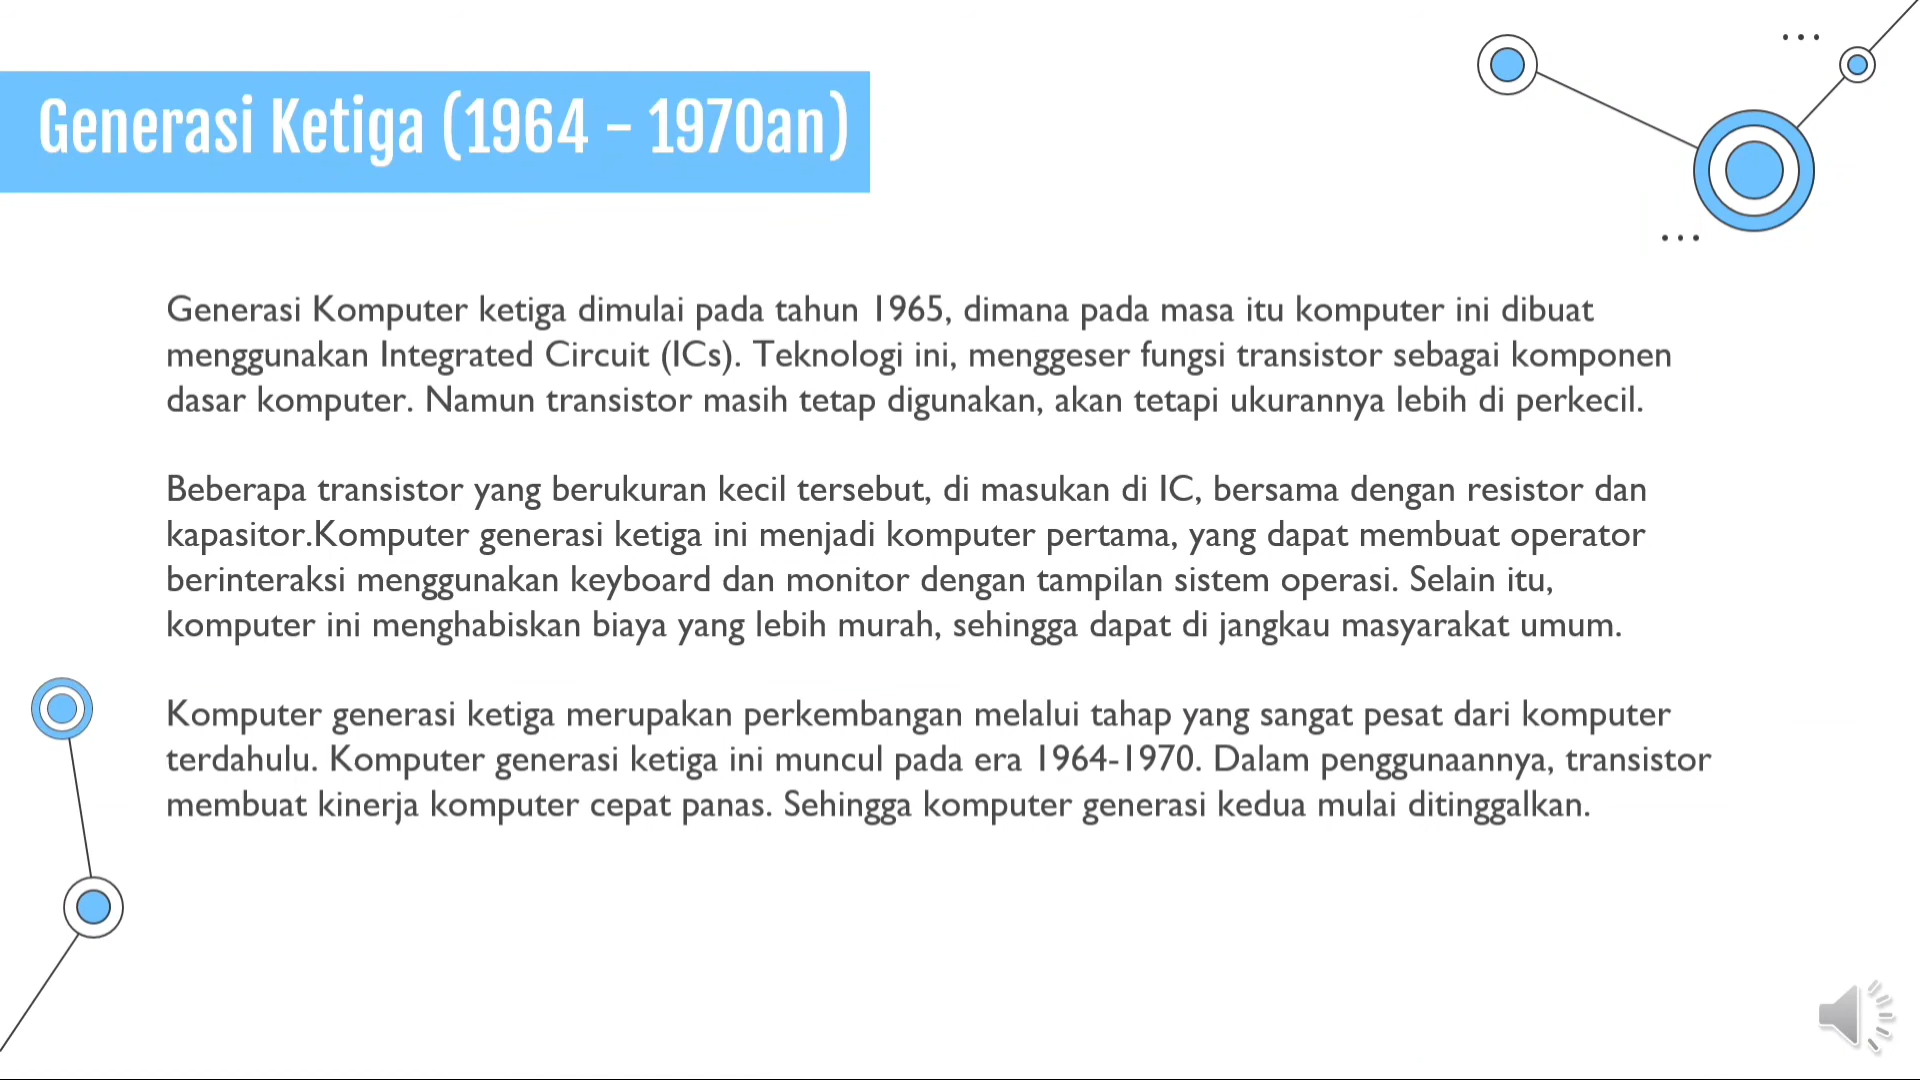 Generasi Ketiga (1964 – 1970an)
Generasi Komputer ketiga dimulai pada tahun 1965, dimana pada masa itu komputer ini dibuat
menggunakan Integrated Circuit (ICs). Teknologi ini, menggeser fungsi transistor sebagai komponen
dasar komputer. Namun transistor masih tetap digunakan, akan tetapi ukurannya lebih di perkecil.
Beberapa transistor yang berukuran kecil tersebut, di masukan di IC, bersama dengan resistor dan
kapasitor.Komputer generasi ketiga ini menjadi komputer pertama, yang dapat membuat operator
berinteraksi menggunakan keyboard dan monitor dengan tampilan sistem operasi. Selain itu,
komputer ini menghabiskan biaya yang lebih murah, sehingga dapat di jangkau masyarakat umum.
Komputer generasi ketiga merupakan perkembangan melalui tahap yang sangat pesat dari komputer
terdahulu. Komputer generasi ketiga ini muncul pada era 1964-1970. Dalam penggunaannya, transistor
membuat kinerja komputer cepat panas. Sehingga komputer generasi kedua mulai ditinggalkan.